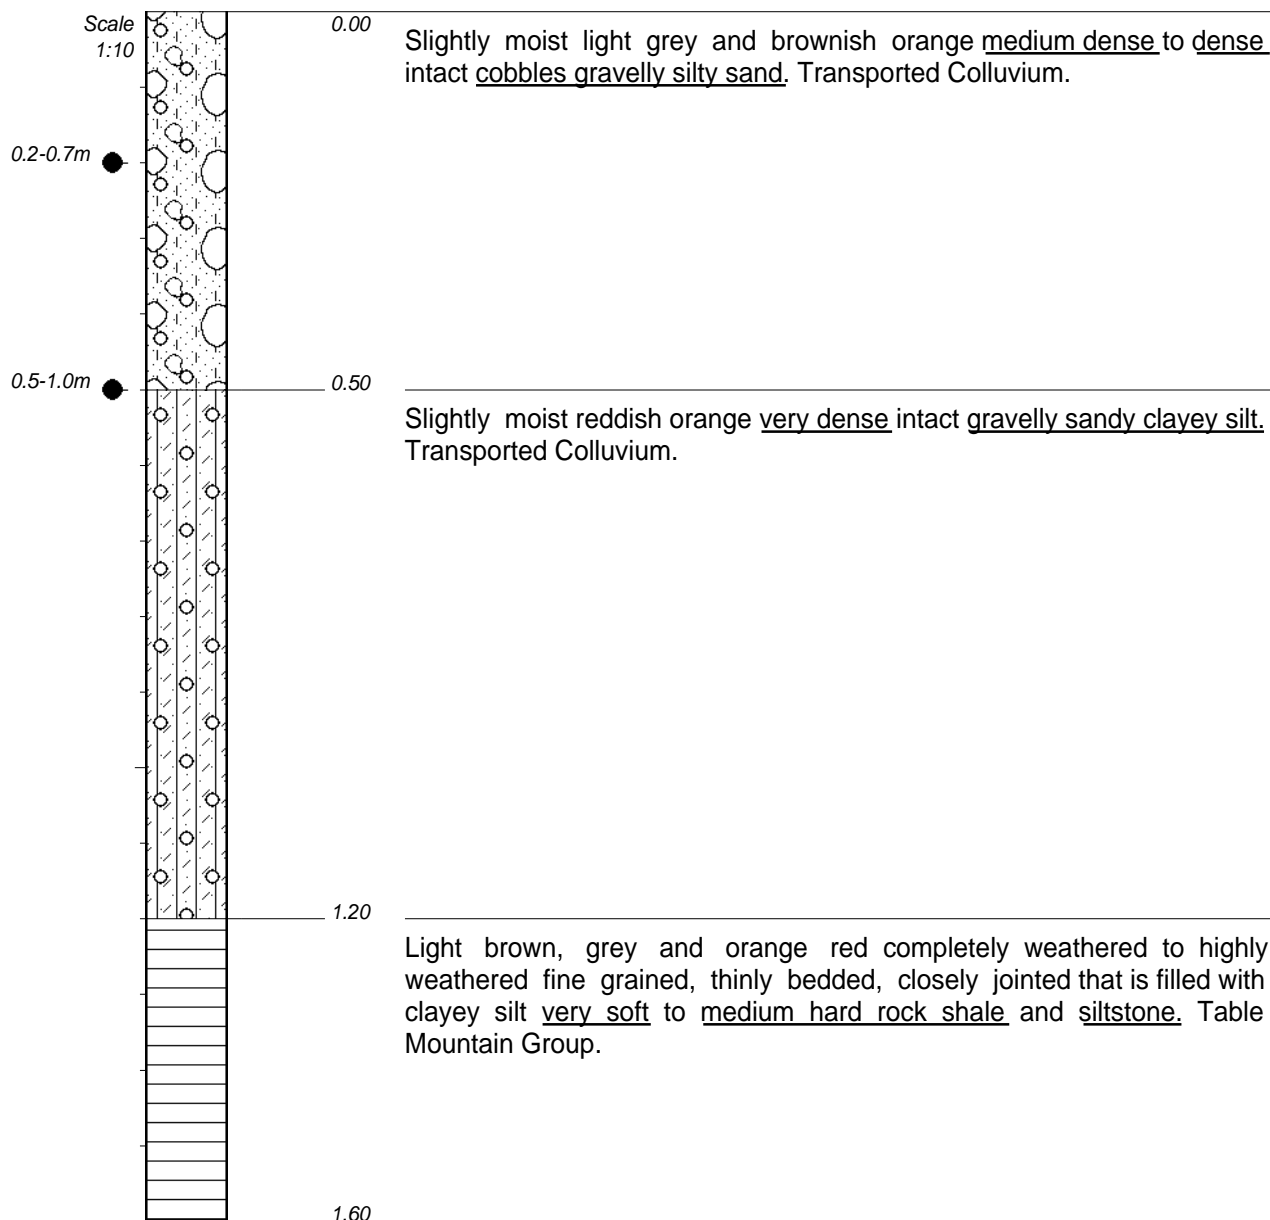 Scale
1:10
0.00
Slightly moist light grey and brownish orange medium dense to dense
intact cobbles gravelly silty sand. Transported Colluvium.
0.2-0.7m
0.5-1.0m
0.50
Slightly moist reddish orange very dense intact gravelly sandy clayey silt.
Transported Colluvium.
1.20
Light brown, grey and orange red completely weathered to highly
weathered fine grained, thinly bedded, closely jointed that is filled with
clayey silt very soft to medium hard rock shale and siltstone. Table
Mountain Group.
1.60